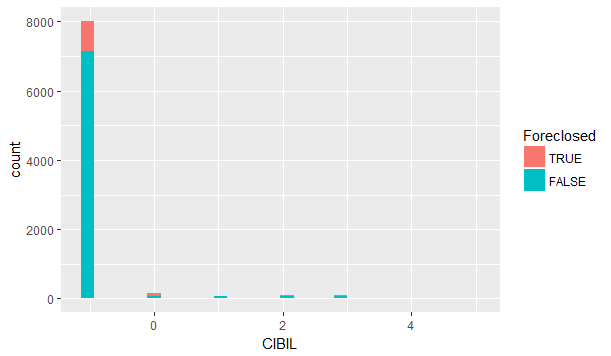 8000
6000
4000
2000
0
count
0 2 4
CIBIL
Foreclosed
TRUE
FALSE